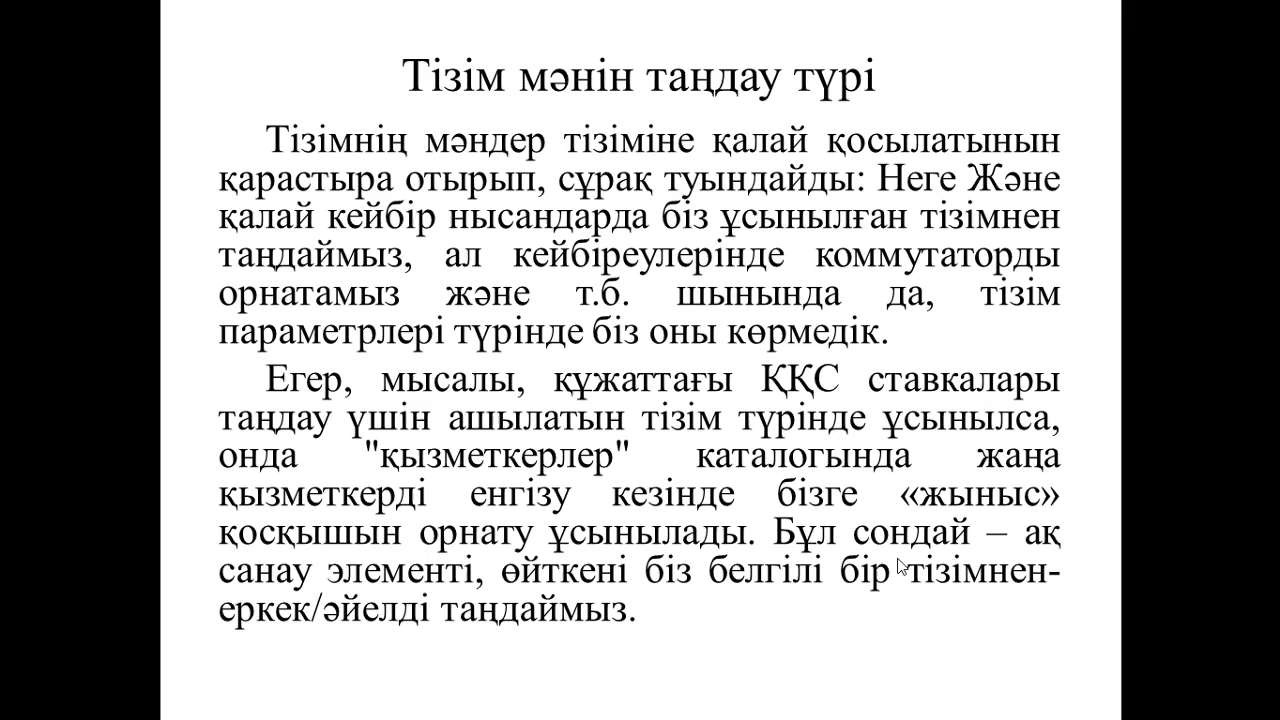 Тізім мәнін таңдау түрі
Тізімнің мәндер тізіміне қалай қосылатынын
қарастыра отырып, сұрақ туындайды: Неге Және
қалай кейбір нысандарда біз ұсынылған тізімнен
таңдаймыз, ал кейбіреулерінде коммутаторды
орнатамыз және т.б. шынында да, тізім
параметрлері түрінде біз оны көрмедік.
Егер, мысалы, құжаттағы ҚҚС ставкалары
таңдау үшін ашылатын тізім түрінде ұсынылса,
онда "қызметкерлер" каталогында жаңа
қызметкерді енгізу кезінде бізге «жыныс»
қосқышын орнату ұсынылады. Бұл сондай – ақ
санау элементі, өйткені біз белгілі бір тізімнен-
еркек/әйелді таңдаймыз.